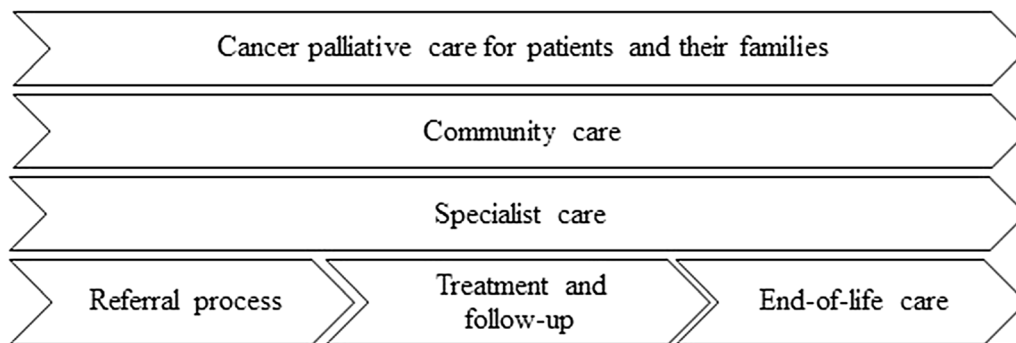 Cancer palliative care for patients and their families
Community care
Specialist care
Referral process
Treatment and
follow-up
End-of-life care